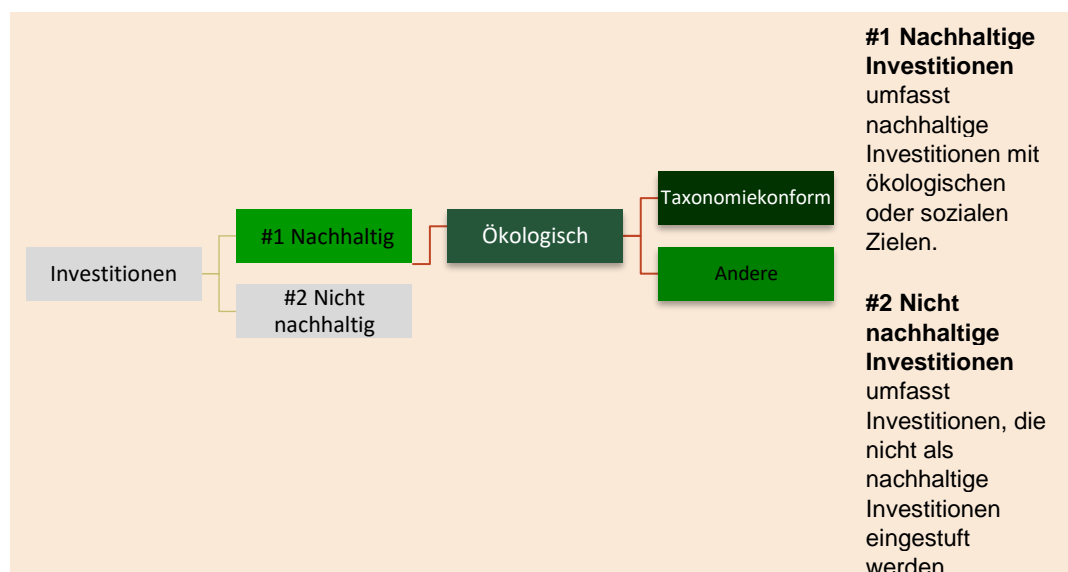 Investitionen
#1 Nachhaltig
#2 Nicht
nachhaltig
Ökologisch
Taxonomiekonform
Andere
#1 Nachhaltige
Investitionen
umfasst
nachhaltige
Investitionen mit
ökologischen
oder sozialen
Zielen.
#2 Nicht
nachhaltige
Investitionen
umfasst
Investitionen, die
nicht als
nachhaltige
Investitionen
eingestuft
werden